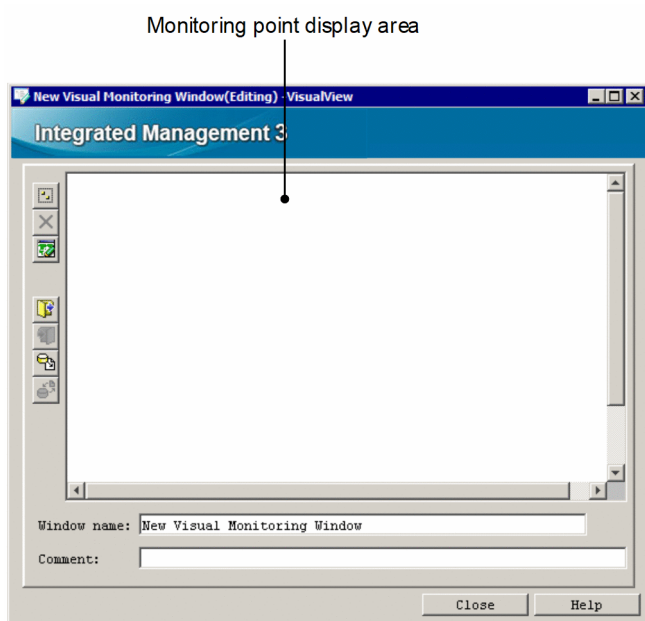 Monitoring point display area
New Visual Monitoring Window(Editing) - VisualView
Integrated Management 3
Window name: New Visual Monitoring Window
Comment:
Close Help